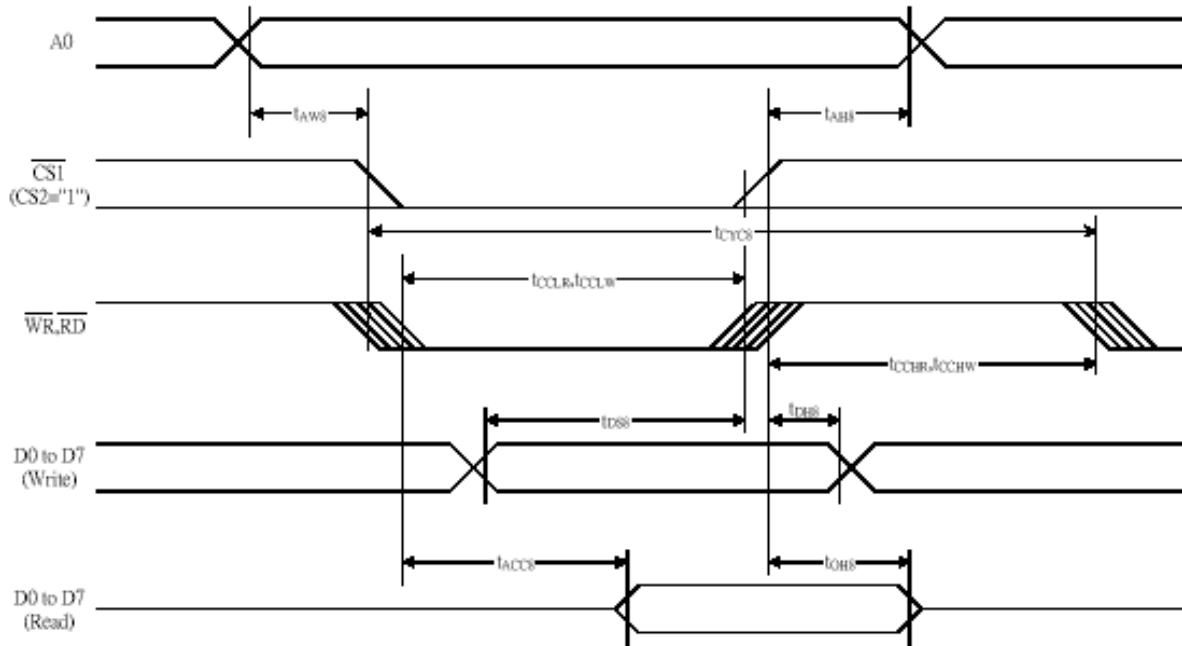 A0
tAW8
tAH8
CS1
(CS2="1")
tCYC8
tCCLR,tCCLW
WR,RD
tCCHR,tCCHW
tDS8
tDH8
D0 to D7
(Write)
tACC8
tOH8
D0 to D7
(Read)